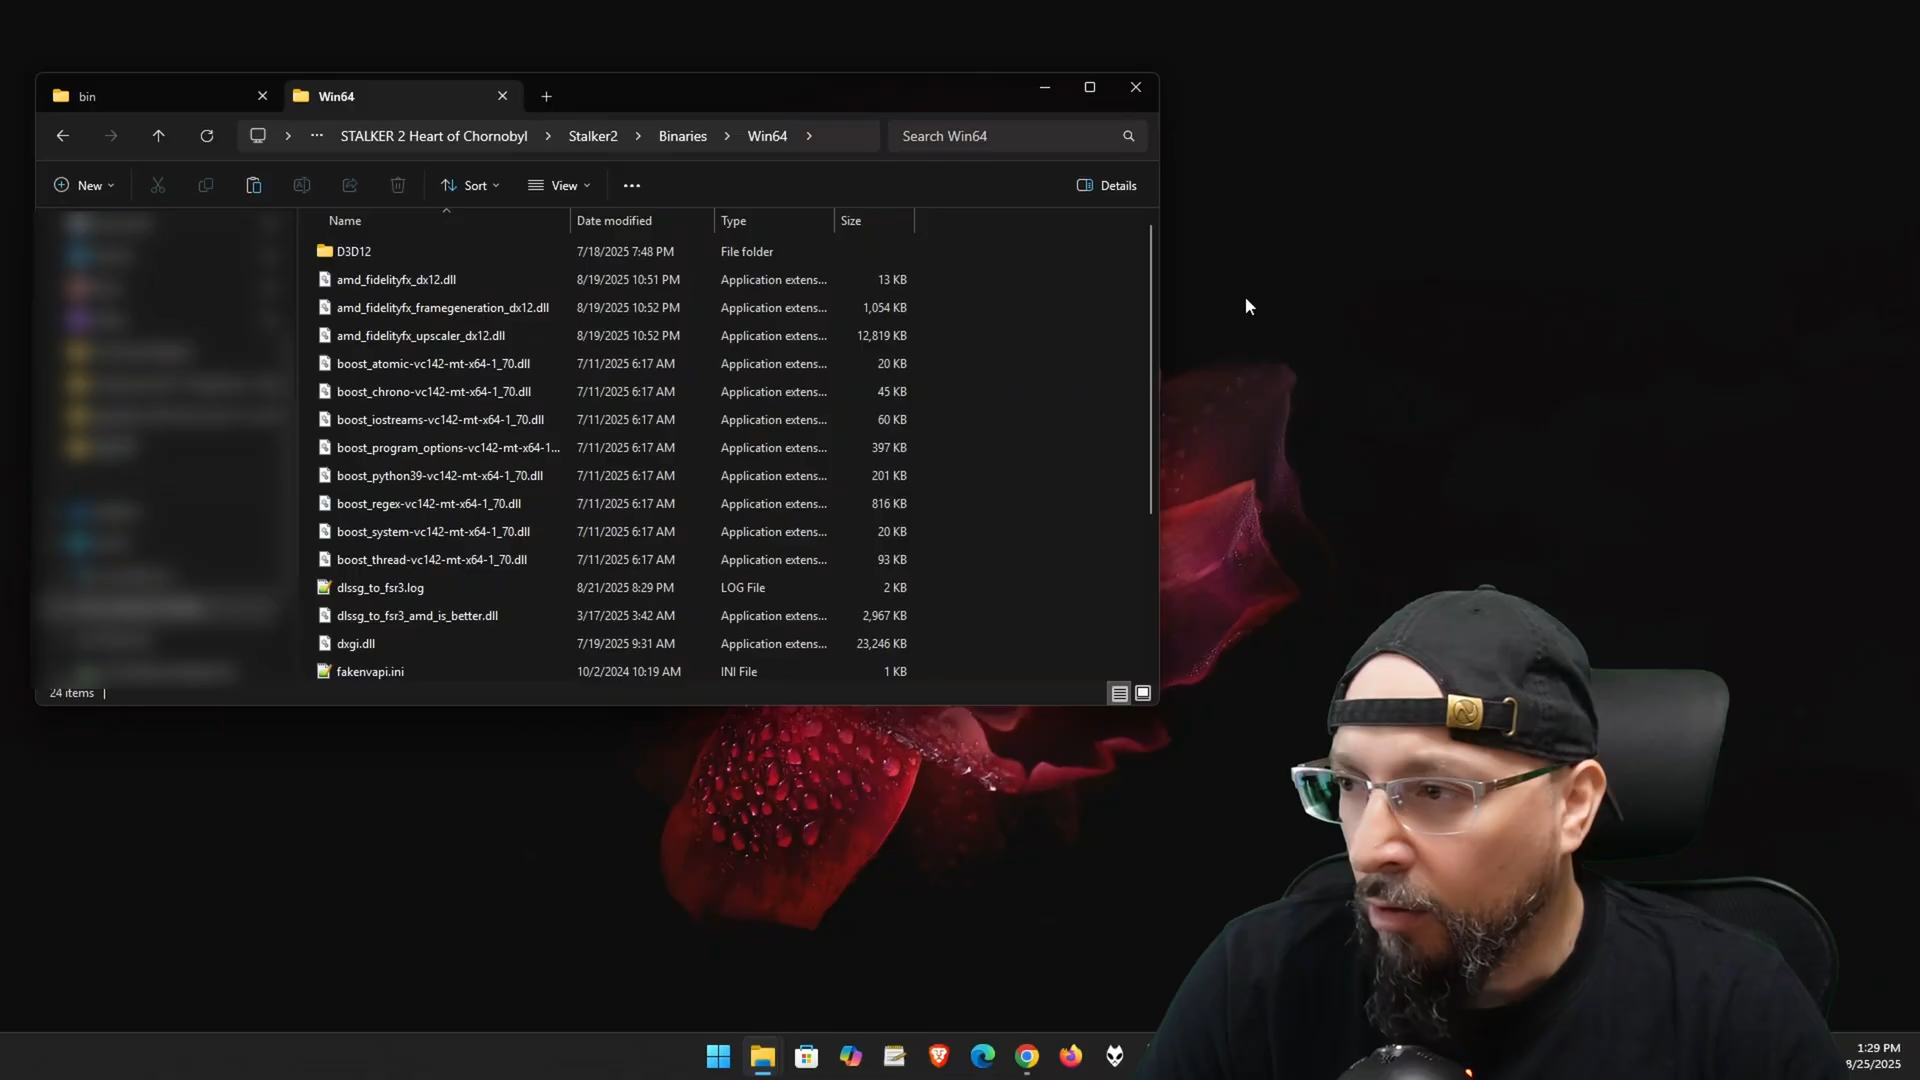 bin
Win64
STALKER 2 Heart of Chornobyl
Stalker2
Binaries
Win64
Search Win64
New
Sort
View
Details
Name Date modified Type Size
D3D12 7/18/2025 7:48 PM File folder
amd_fidelityfx_dx12.dll 8/19/2025 10:51 PM Application extens... 13 KB
amd_fidelityfx_framegeneration_dx12.dll 8/19/2025 10:52 PM Application extens... 1,054 KB
amd_fidelityfx_upscaler_dx12.dll 8/19/2025 10:52 PM Application extens... 12,819 KB
boost_atomic-vc142-mt-x64-1_70.dll 7/11/2025 6:17 AM Application extens... 20 KB
boost_chrono-vc142-mt-x64-1_70.dll 7/11/2025 6:17 AM Application extens... 45 KB
boost_iostreams-vc142-mt-x64-1_70.dll 7/11/2025 6:17 AM Application extens... 60 KB
boost_program_options-vc142-mt-x64-1... 7/11/2025 6:17 AM Application extens... 397 KB
boost_python39-vc142-mt-x64-1_70.dll 7/11/2025 6:17 AM Application extens... 201 KB
boost_regex-vc142-mt-x64-1_70.dll 7/11/2025 6:17 AM Application extens... 816 KB
boost_system-vc142-mt-x64-1_70.dll 7/11/2025 6:17 AM Application extens... 20 KB
boost_thread-vc142-mt-x64-1_70.dll 7/11/2025 6:17 AM Application extens... 93 KB
dlssg_to_fsr3.log 8/21/2025 8:29 PM LOG File 2 KB
dlssg_to_fsr3_amd_is_better.dll 3/17/2025 3:42 AM Application extens... 2,967 KB
dxgi.dll 7/19/2025 9:31 AM Application extens... 23,246 KB
fakenvapi.ini 10/2/2024 10:19 AM INI File 1 KB
24 items
1:29 PM
8/25/2025